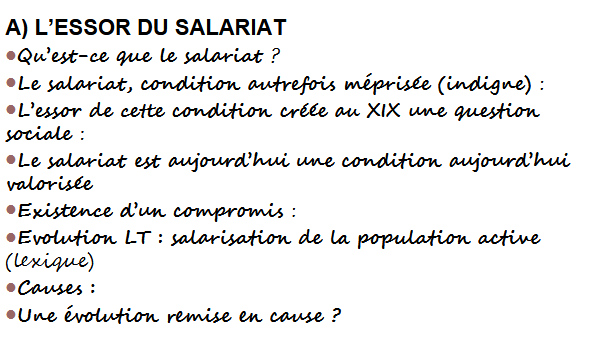 A) L'ESSOR DU SALARIAT
•Qu'est-ce que le salariat ?
•Le salariat, condition autrefois méprisée (indigne) :
•L'essor de cette condition créée au XIX une question
sociale :
•Le salariat est aujourd'hui une condition aujourd'hui
valorisée
•Existence d'un compromis :
•Evolution LT : salarisation de la population active
(lexique)
•Causes :
•Une évolution remise en cause ?